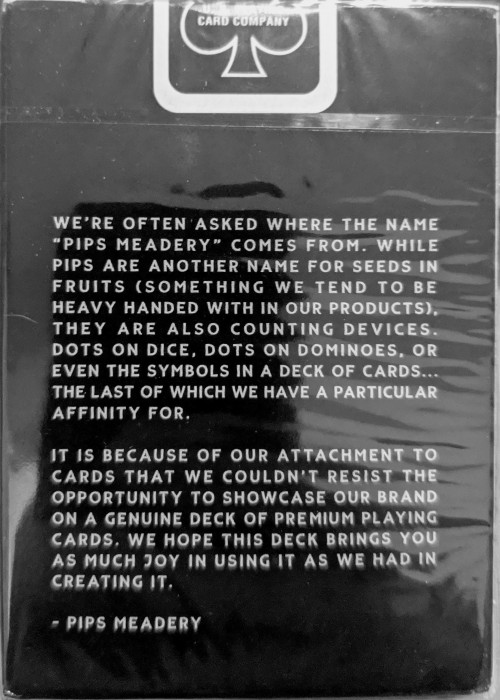 CARD COMPANY
WE'RE OFTEN ASKED WHERE THE NAME
"PIPS MEADERY" COMES FROM. WHILE
PIPS ARE ANOTHER NAME FOR SEEDS IN
FRUITS (SOMETHING WE TEND TO BE
HEAVY HANDED WITH IN OUR PRODUCTS),
THEY ARE ALSO COUNTING DEVICES.
DOTS ON DICE, DOTS ON DOMINOES, OR
EVEN THE SYMBOLS IN A DECK OF CARDS...
THE LAST OF WHICH WE HAVE A PARTICULAR
AFFINITY FOR.
IT IS BECAUSE OF OUR ATTACHMENT TO
CARDS THAT WE COULDN'T RESIST THE
OPPORTUNITY TO SHOWCASE OUR BRAND
ON A GENUINE DECK OF PREMIUM PLAYING
CARDS. WE HOPE THIS DECK BRINGS YOU
AS MUCH JOY IN USING IT AS WE HAD IN
CREATING IT.
- PIPS MEADERY